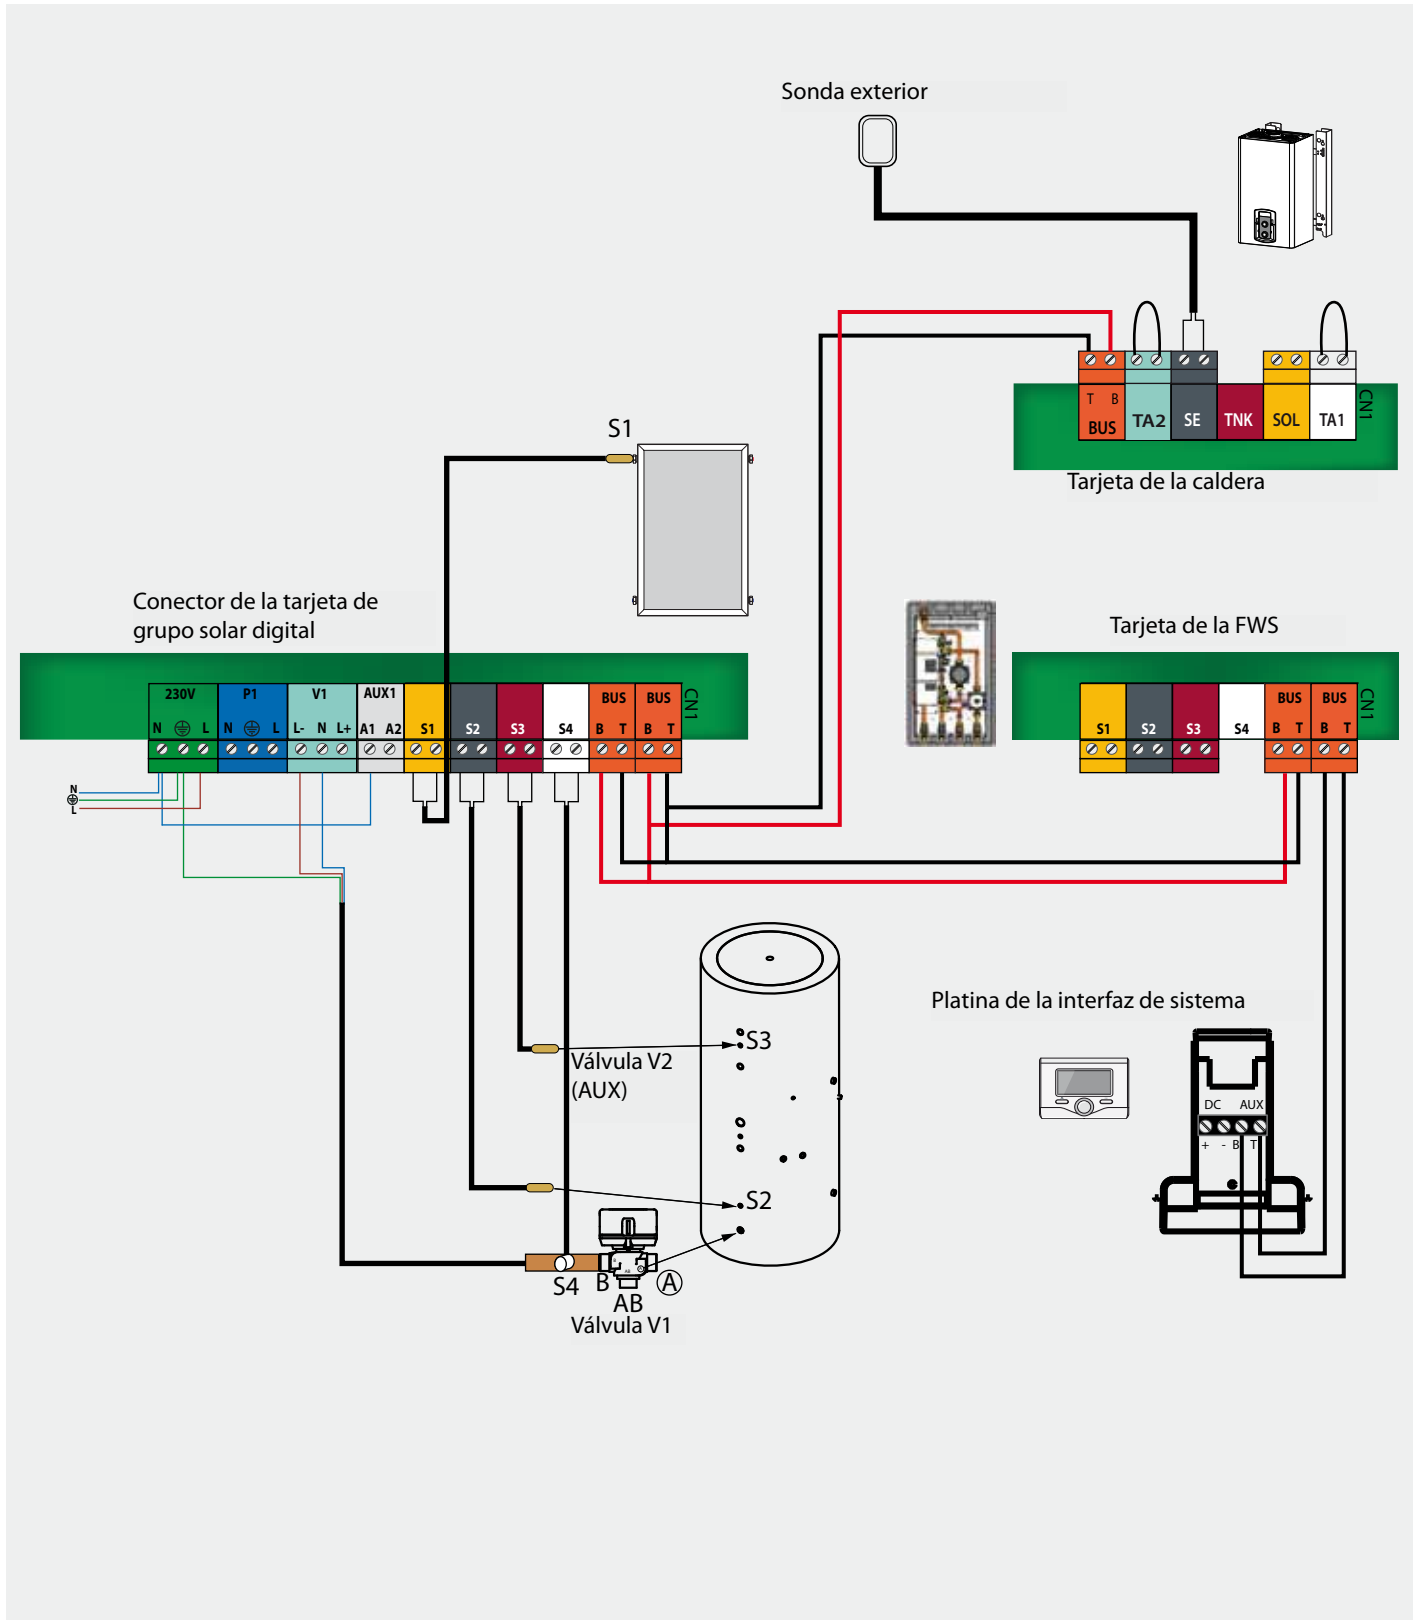 Sonda exterior
T B
BUS
TA2
SE
TNK
SOL
TA1
CN1
Tarjeta de la caldera
S1
Conector de la tarjeta de
grupo solar digital
230V P1 V1 AUX1 BUS BUS
CN1
N L N L L- N L+ A1 A2 S1 S2 S3 S4 B T B T
N
L
Tarjeta de la FWS
BUS BUS
CN1
S1 S2 S3 S4 B T B T
S3
Válvula V2
(AUX)
S2
S4 B A
AB
Válvula V1
Platina de la interfaz de sistema
DC AUX
+ - B T